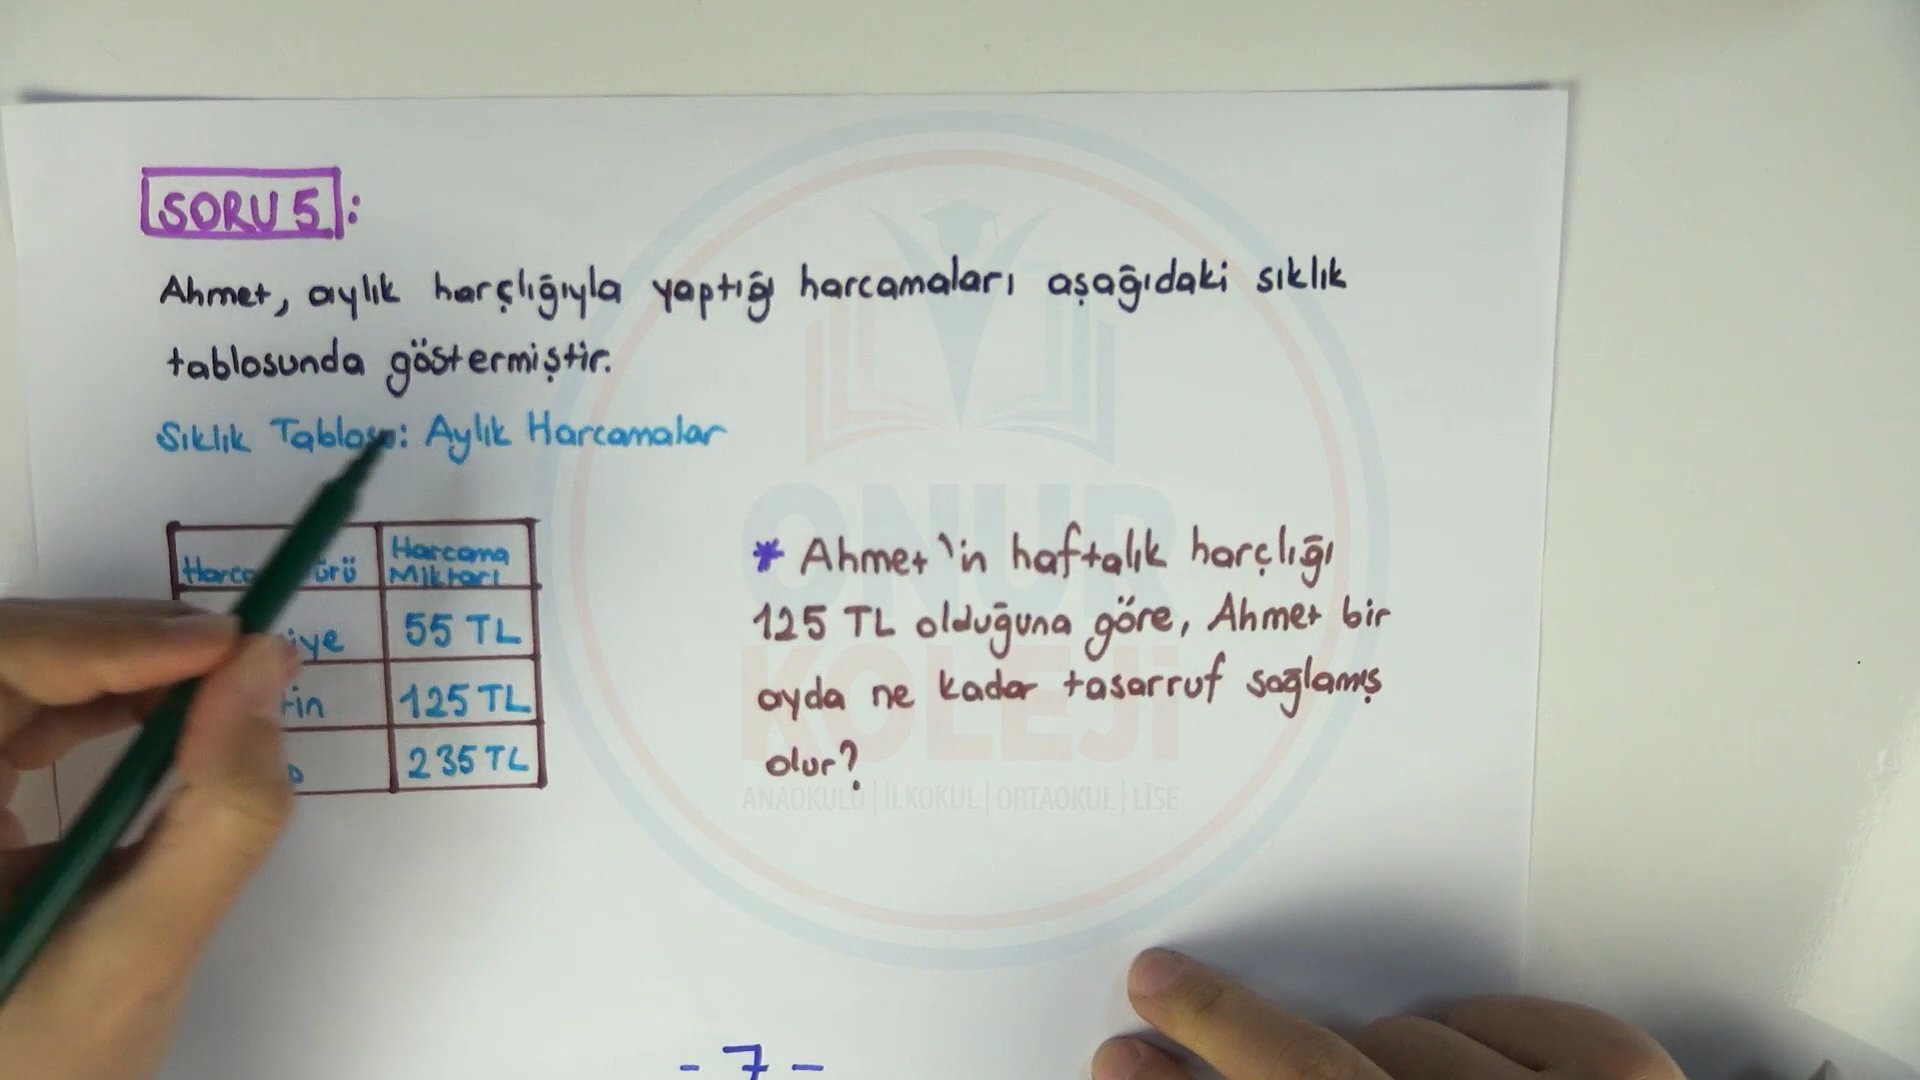 SORU 5:
Ahmet, aylık harçlığıyla yaptığı harcamaları aşağıdaki sıklık
tablosunda göstermiştir.
Sıklık Tablosu: Aylık Harcamalar
Harcama
Miktarı
55 TL
125 TL
235 TL
* Ahmet'in haftalık harçlığı
125 TL olduğuna göre, Ahmet bir
ayda ne kadar tasarruf sağlamış
olur?
ONUR
KOLEJİ
ANAOKULU | İLKOKUL | ORTAOKUL | LİSE
- 7 -